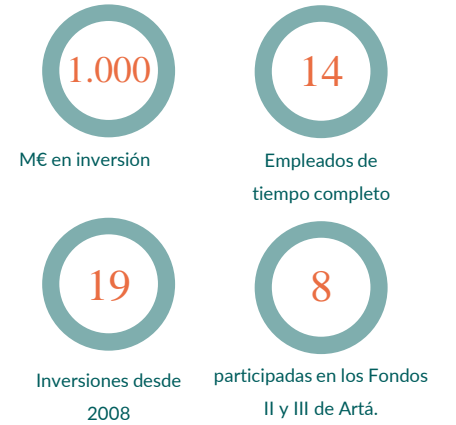 1.000
M€ en inversión
14
Empleados de
tiempo completo
19
Inversiones desde
2008
8
participadas en los Fondos
II y III de Artá.